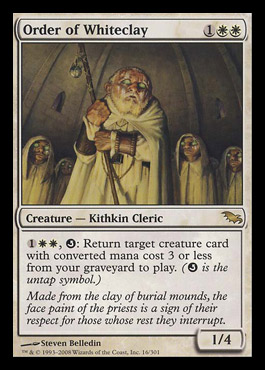 Order of Whiteclay 1
Creature — Kithkin Cleric
1, : Return target creature card
with converted mana cost 3 or less
from your graveyard to play. ( is the
untap symbol.)
Made from the clay of burial mounds, the
face paint of the priests is a sign of their
respect for those whose rest they interrupt.
Steven Belledin
™ & © 1993–2008 Wizards of the Coast, Inc. 16/301
1/4